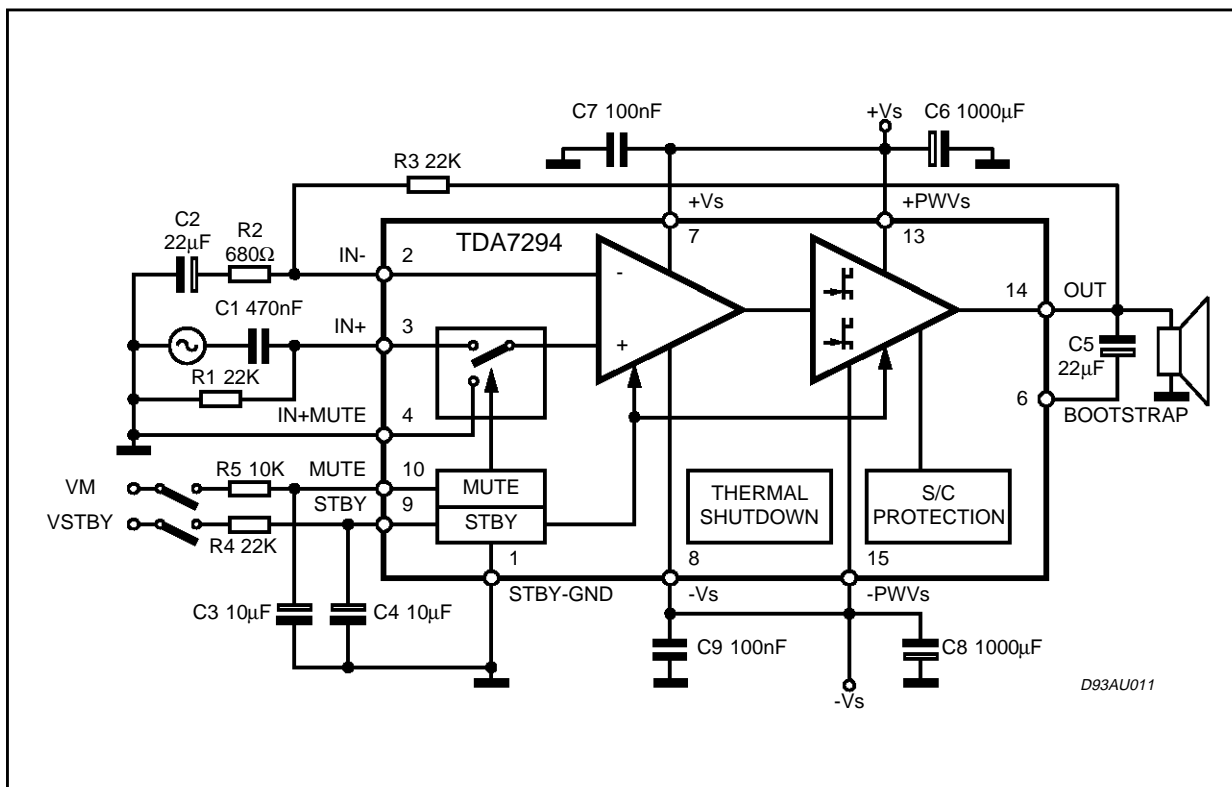 C7 100nF
+Vs
C6 1000µF
R3 22K
+Vs
+PWVs
C2
22µF
R2
680Ω
TDA7294
7
13
IN-
2
-
14
OUT
C1 470nF
IN+
3
+
C5
22µF
R1 22K
6
IN+MUTE
4
BOOTSTRAP
VM
R5 10K
MUTE
10
MUTE
THERMAL
SHUTDOWN
S/C
PROTECTION
STBY
9
VSTBY
STBY
R4 22K
1
8
15
STBY-GND
-Vs
-PWVs
C3 10µF
C4 10µF
C9 100nF
C8 1000µF
-Vs
D93AU011